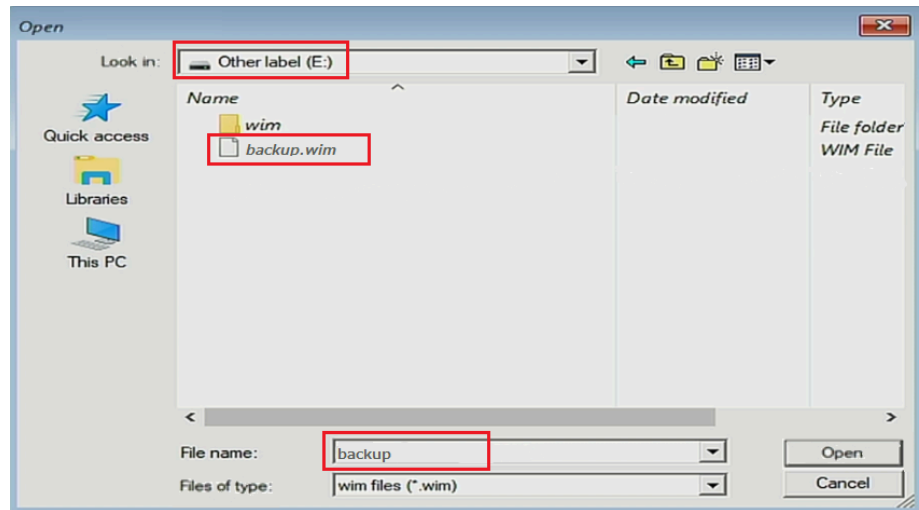 Open
Look in: Other label (E:)
Name Date modified Type
wim File folder
backup.wim WIM File
Quick access
Libraries
This PC
File name: backup Open
Files of type: wim files (*.wim) Cancel